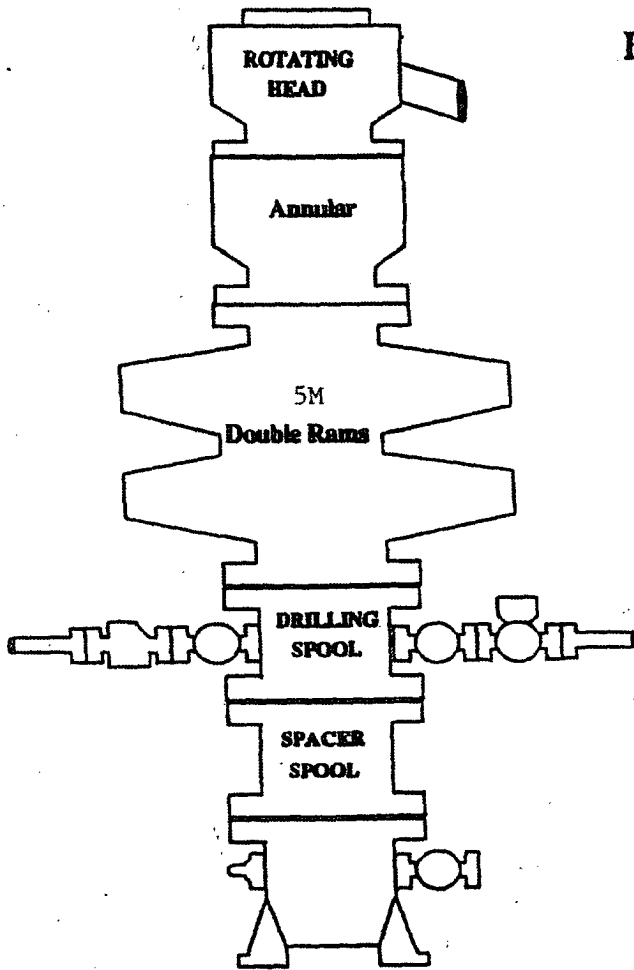 ROTATING
HEAD
Annular
5M
Double Rams
DRILLING
SPOOL
SPACER
SPOOL